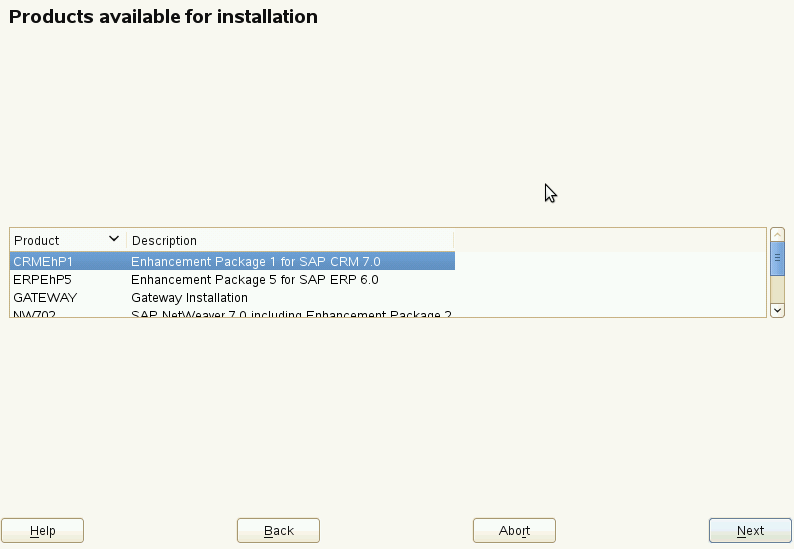 Products available for installation
Product Description
CRMEhP1 Enhancement Package 1 for SAP CRM 7.0
ERPEhP5 Enhancement Package 5 for SAP ERP 6.0
GATEWAY Gateway Installation
NW702 SAP NetWeaver 7.0 including Enhancement Package 2
Help Back Abort Next